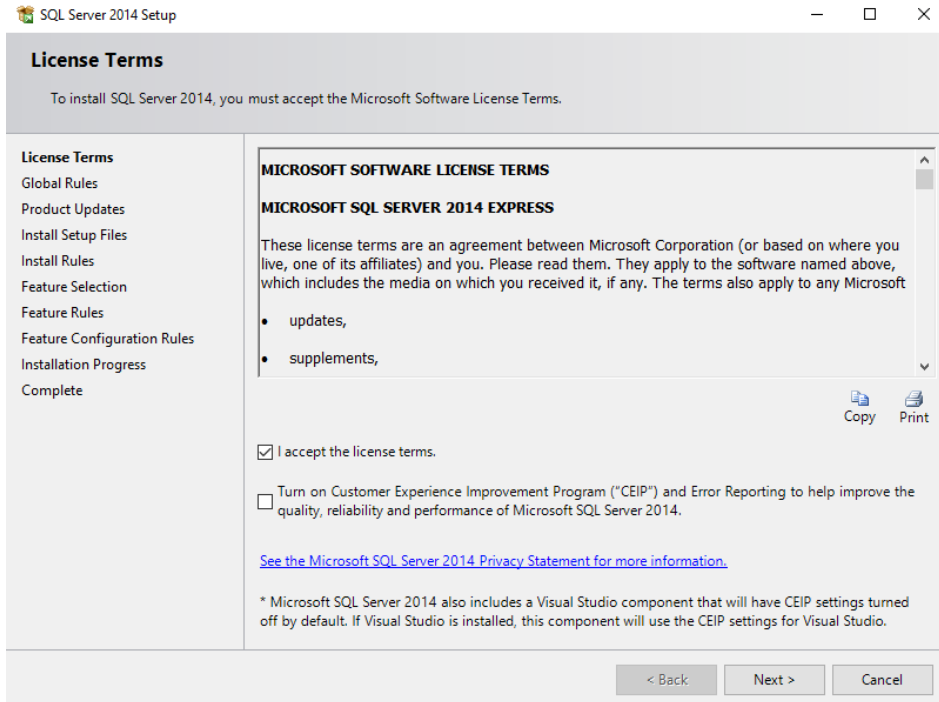 SQL Server 2014 Setup
License Terms
To install SQL Server 2014, you must accept the Microsoft Software License Terms.
License Terms
Global Rules
Product Updates
Install Setup Files
Install Rules
Feature Selection
Feature Rules
Feature Configuration Rules
Installation Progress
Complete
MICROSOFT SOFTWARE LICENSE TERMS
MICROSOFT SQL SERVER 2014 EXPRESS
These license terms are an agreement between Microsoft Corporation (or based on where you
live, one of its affiliates) and you. Please read them. They apply to the software named above,
which includes the media on which you received it, if any. The terms also apply to any Microsoft
• updates,
• supplements,
Copy Print
I accept the license terms.
Turn on Customer Experience Improvement Program ("CEIP") and Error Reporting to help improve the
quality, reliability and performance of Microsoft SQL Server 2014.
See the Microsoft SQL Server 2014 Privacy Statement for more information.
* Microsoft SQL Server 2014 also includes a Visual Studio component that will have CEIP settings turned
off by default. If Visual Studio is installed, this component will use the CEIP settings for Visual Studio.
< Back Next > Cancel